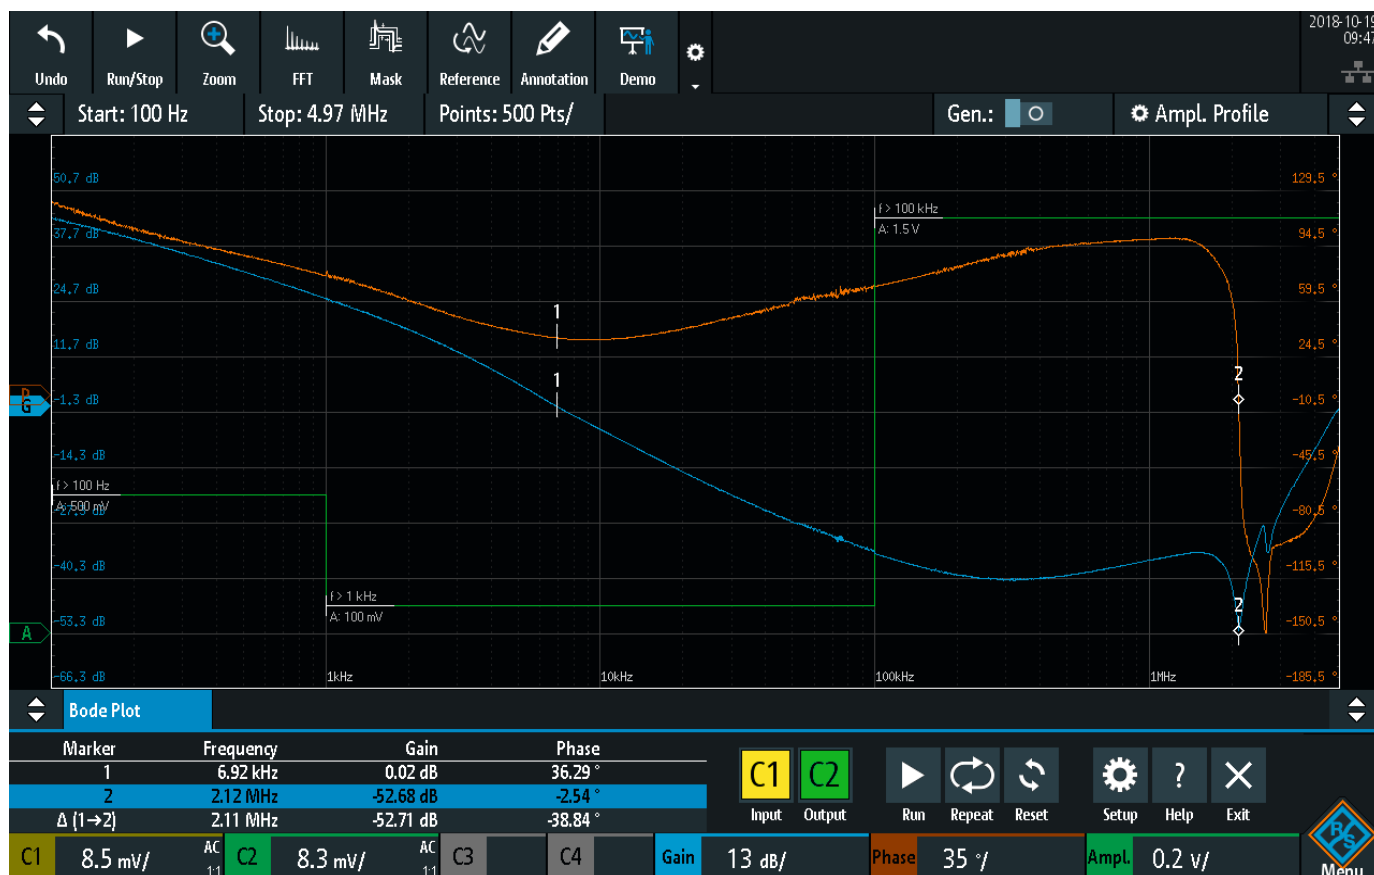 2018-10-19
09:47
Undo Run/Stop Zoom FFT Mask Reference Annotation Demo
Start: 100 Hz Stop: 4.97 MHz Points: 500 Pts/ Gen.: Ampl. Profile
50.7 dB 129.5 °
f > 100 kHz
A: 1.5 V
37.7 dB 94.5 °
24.7 dB 59.5 °
1
11.7 dB 24.5 °
1 2
G -1.3 dB -10.5 °
-14.3 dB -45.5 °
f > 100 Hz
A: 500 mV
-27.3 dB -80.5 °
-40.3 dB -115.5 °
f > 1 kHz
A: 100 mV
2
A -53.3 dB -150.5 °
-66.3 dB 1kHz 10kHz 100kHz 1MHz -185.5 °
Bode Plot
Marker Frequency Gain Phase
1 6.92 kHz 0.02 dB 36.29 °
2 2.12 MHz -52.68 dB -2.54 °
Δ (1→2) 2.11 MHz -52.71 dB -38.84 °
C1 C2
Input Output Run Repeat Reset Setup Help Exit
R&S
Menu
C1 8.5 mV/ AC 1:1 C2 8.3 mV/ AC 1:1 C3 C4 Gain 13 dB/ Phase 35 °/ Ampl. 0.2 V/